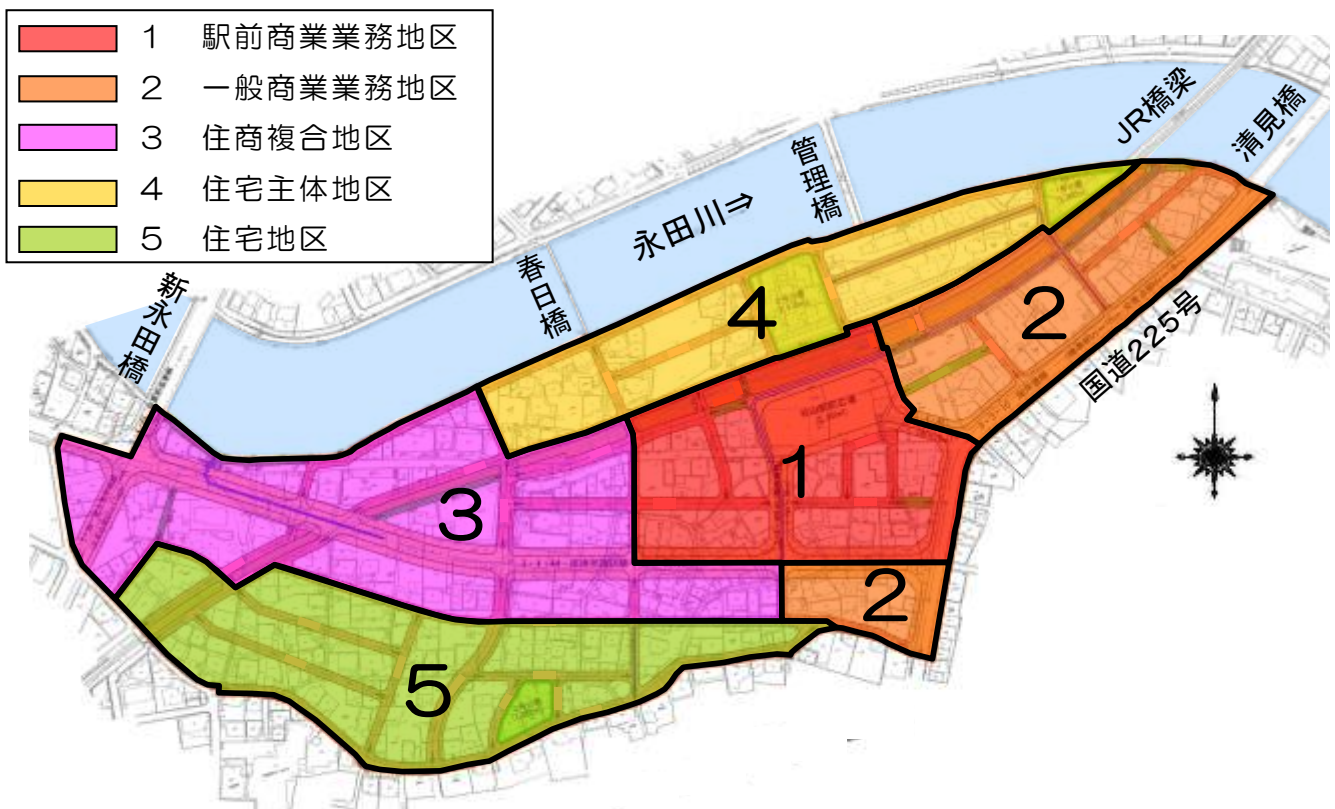 1 駅前商業業務地区
2 一般商業業務地区
3 住商複合地区
4 住宅主体地区
5 住宅地区
JR橋梁
清見橋
管理橋
永田川⇒
春日橋
新永田橋
国道225号
4
2
1
3
2
5